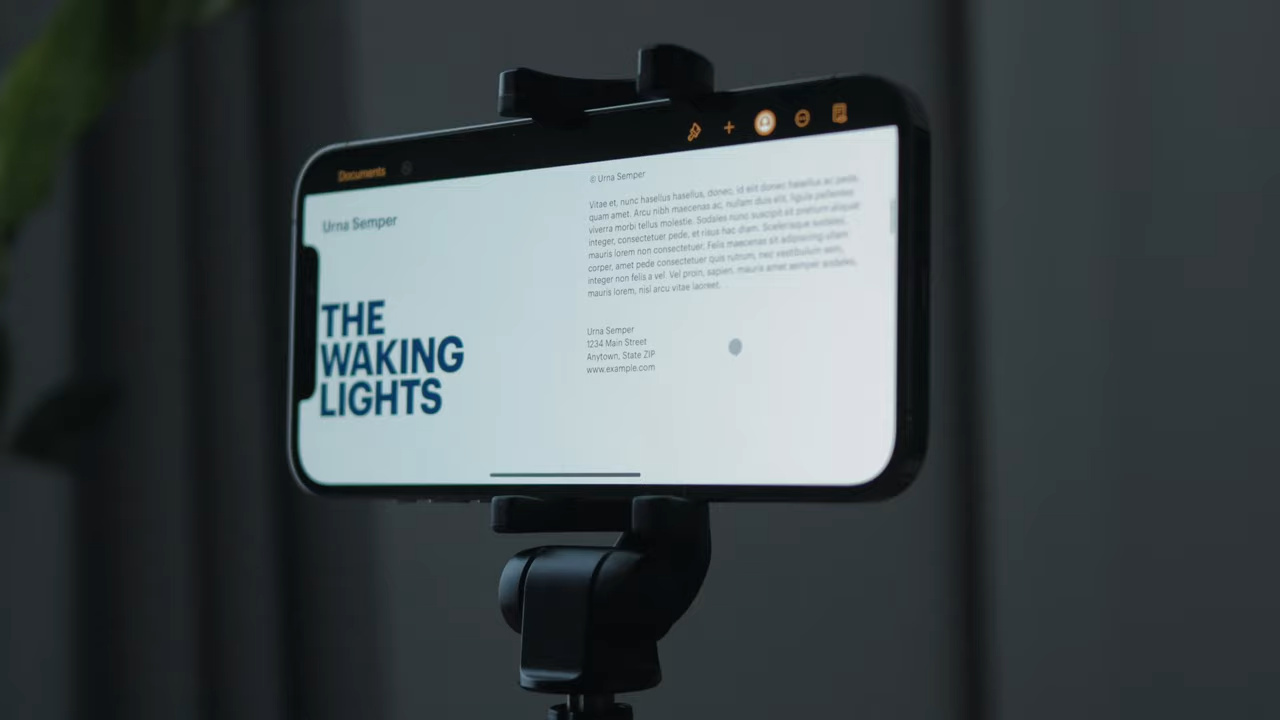 Documents
Urna Semper
THE
WAKING
LIGHTS
© Urna Semper
Vitae et, nunc hasellus hasellus, donec, id elit donec hasellus ac pede,
quam amet. Arcu nibh maecenas ac, nullam duis elit, ligula pellentes
viverra morbi tellus molestie. Sodales nunc suscipit sit pretium aliquet
integer, consectetuer pede, et risus hac diam. Scelerisque sodales,
mauris lorem non consectetuer. Felis maecenas sit adipiscing ullam
corper, amet pede consectetuer quis rutrum, nec vestibulum sem,
integer non felis a vel. Vel proin, sapien. mauris amet semper sodales,
mauris lorem, nisl arcu vitae laoreet.
Urna Semper
1234 Main Street
Anytown, State ZIP
www.example.com